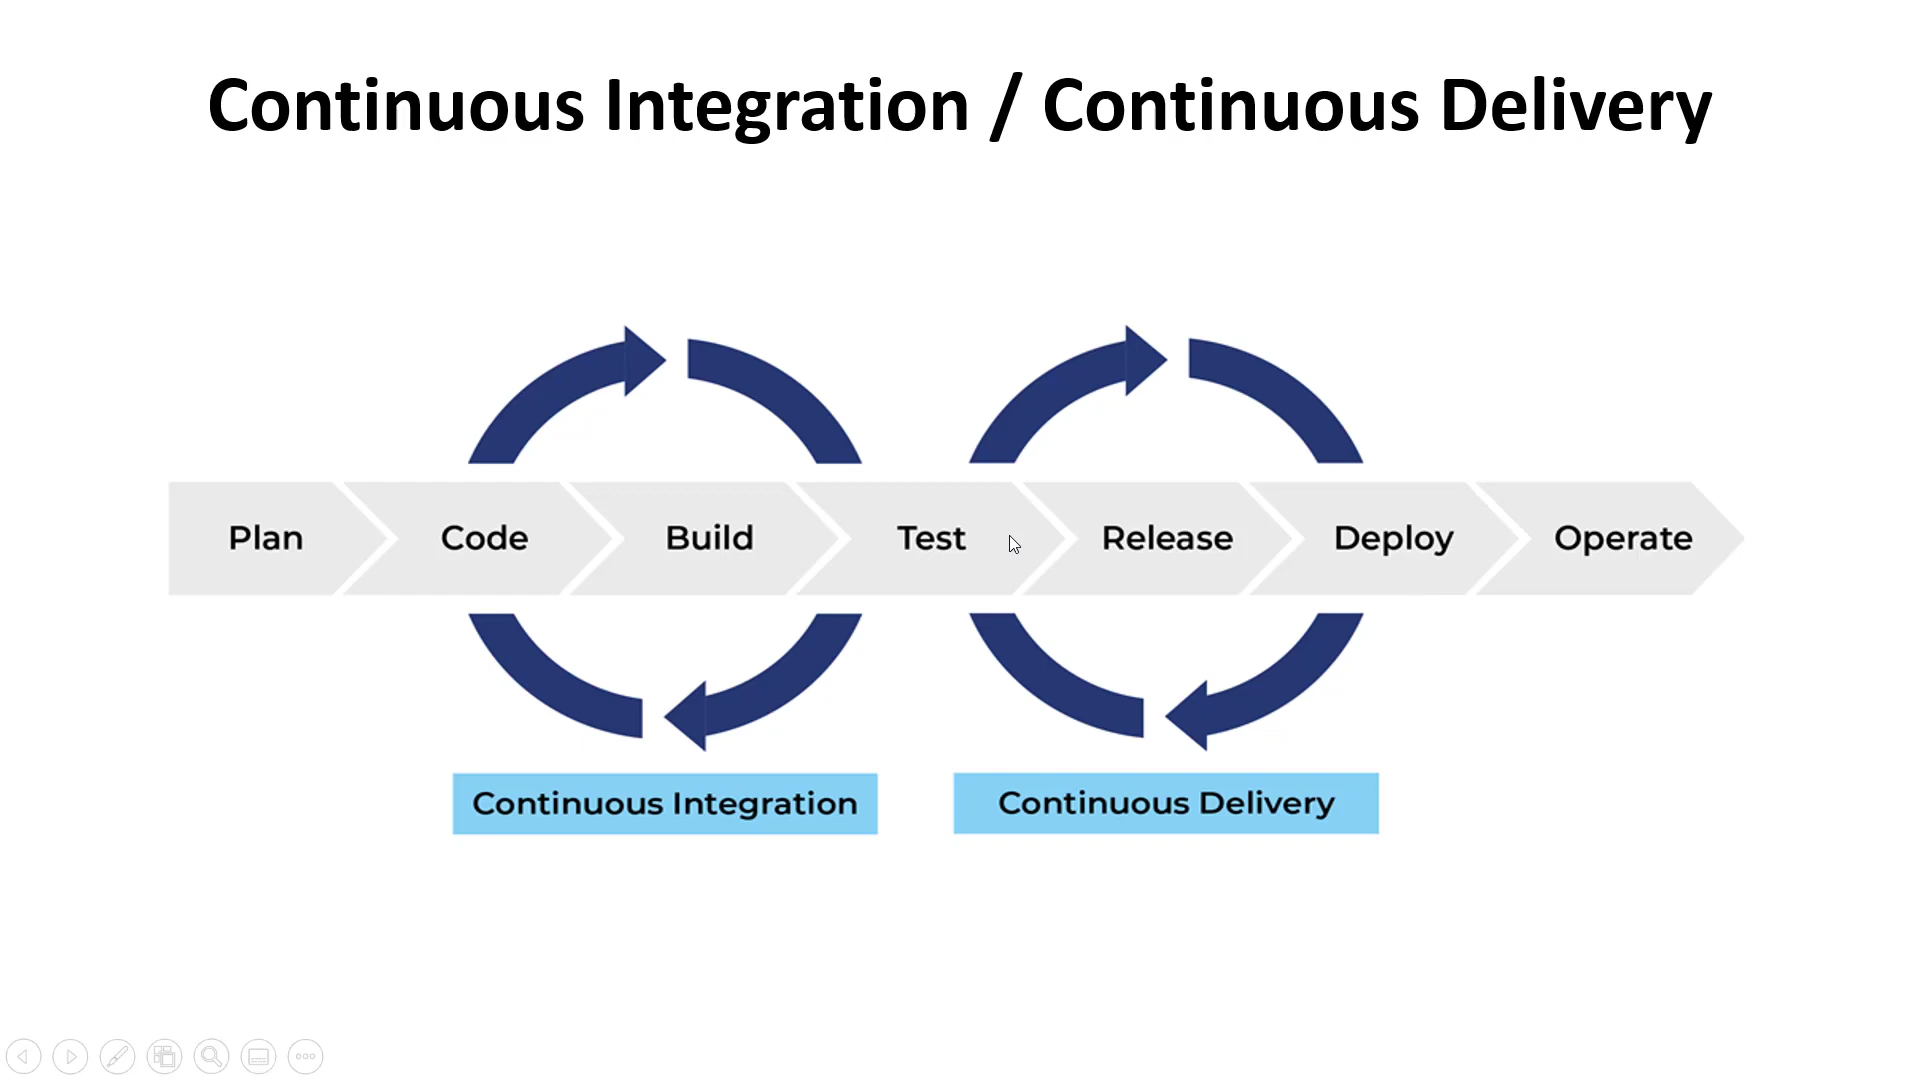 Continuous Integration / Continuous Delivery
Plan
Code
Build
Test
Release
Deploy
Operate
Continuous Integration
Continuous Delivery